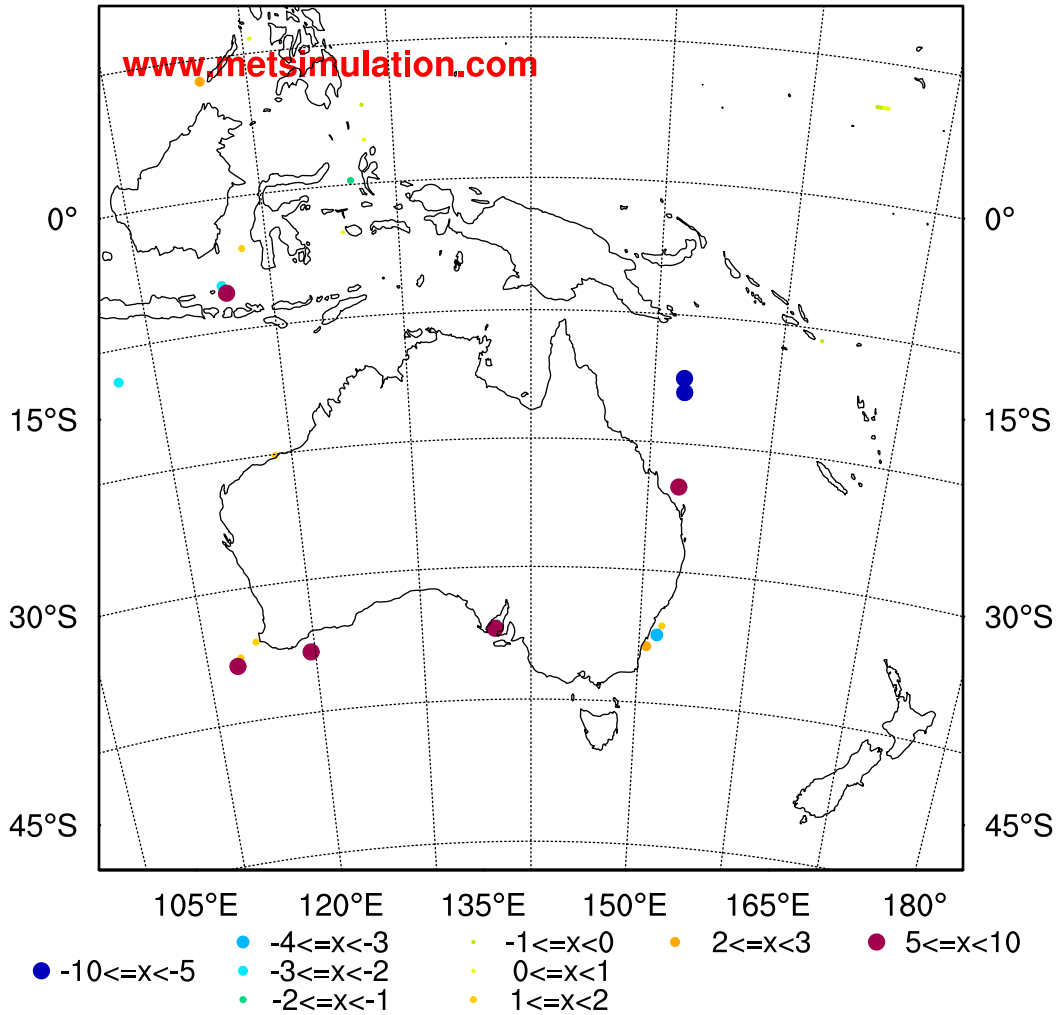 www.metsimulation.com
0° 0°
15°S 15°S
30°S 30°S
45°S 45°S
105°E 120°E 135°E 150°E 165°E 180°
-4<=x<-3 -1<=x<0 2<=x<3 5<=x<10
-10<=x<-5 -3<=x<-2 0<=x<1
-2<=x<-1 1<=x<2